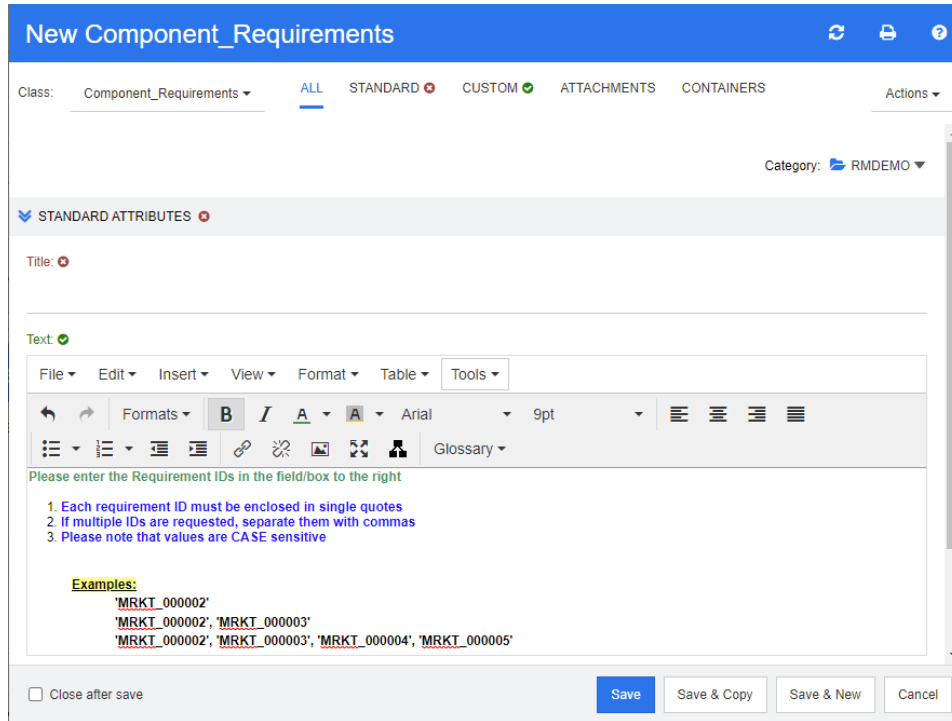 New Component_Requirements
Class: Component_Requirements ALL STANDARD CUSTOM ATTACHMENTS CONTAINERS Actions
Category: RMDEMO
STANDARD ATTRIBUTES
Title:
Text:
File Edit Insert View Format Table Tools
Formats B I A A Arial 9pt
Glossary
Please enter the Requirement IDs in the field/box to the right
1. Each requirement ID must be enclosed in single quotes
2. If multiple IDs are requested, separate them with commas
3. Please note that values are CASE sensitive
Examples:
'MRKT_000002'
'MRKT_000002', 'MRKT_000003'
'MRKT_000002', 'MRKT_000003', 'MRKT_000004', 'MRKT_000005'
Close after save Save Save & Copy Save & New Cancel